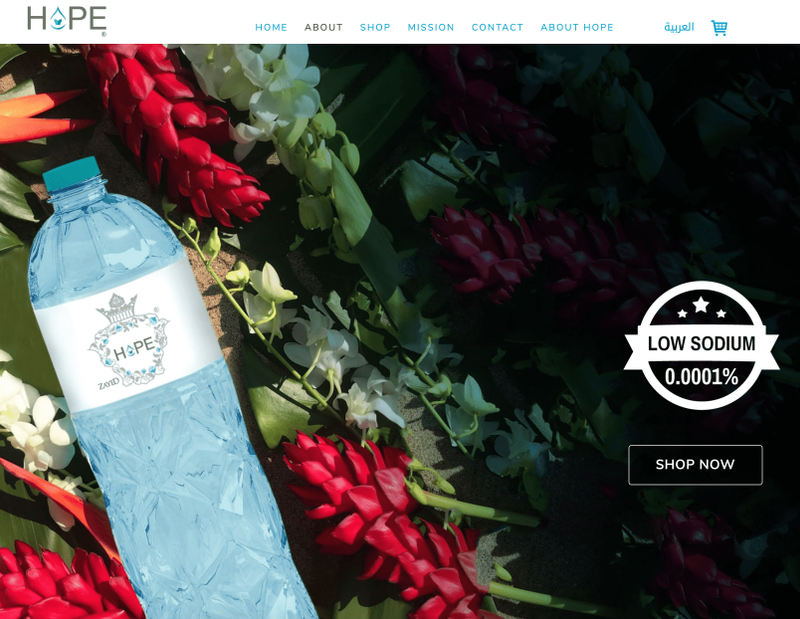 HOPE®
HOME ABOUT SHOP MISSION CONTACT ABOUT HOPE العربية
HOPE
ZAYED
LOW SODIUM
0.0001%
SHOP NOW